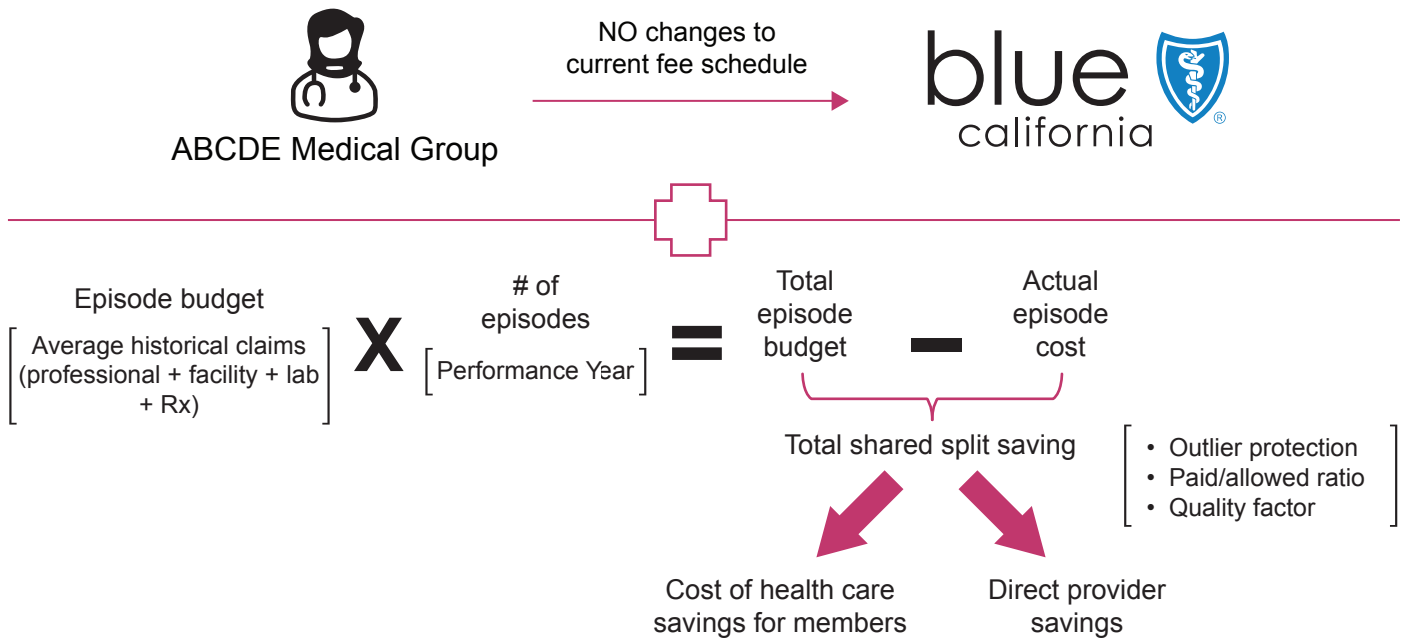 NO changes to
current fee schedule
ABCDE Medical Group
blue
california
®
Episode budget
Average historical claims
(professional + facility + lab
+ Rx)
X
# of
episodes
Performance Year
=
Total
episode
budget
–
Actual
episode
cost
Total shared split saving
• Outlier protection
• Paid/allowed ratio
• Quality factor
Cost of health care
savings for members
Direct provider
savings